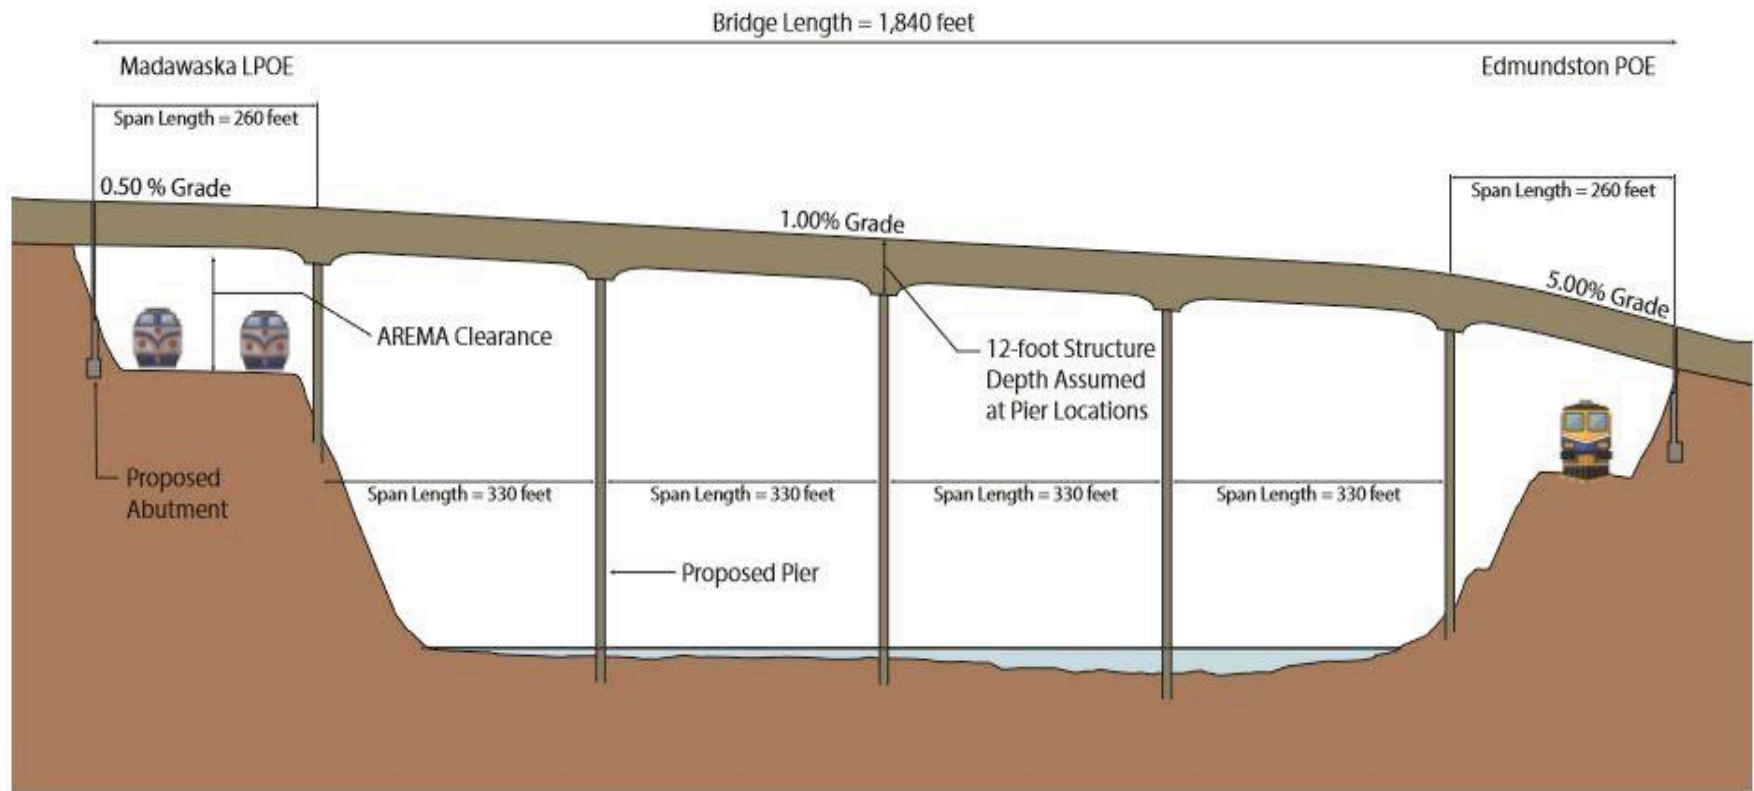 Bridge Length = 1,840 feet
Madawaska LPOE
Edmundston POE
Span Length = 260 feet
Span Length = 260 feet
0.50 % Grade
1.00% Grade
5.00% Grade
AREMA Clearance
12-foot Structure
Depth Assumed
at Pier Locations
Proposed
Abutment
Span Length = 330 feet
Span Length = 330 feet
Span Length = 330 feet
Span Length = 330 feet
Proposed Pier